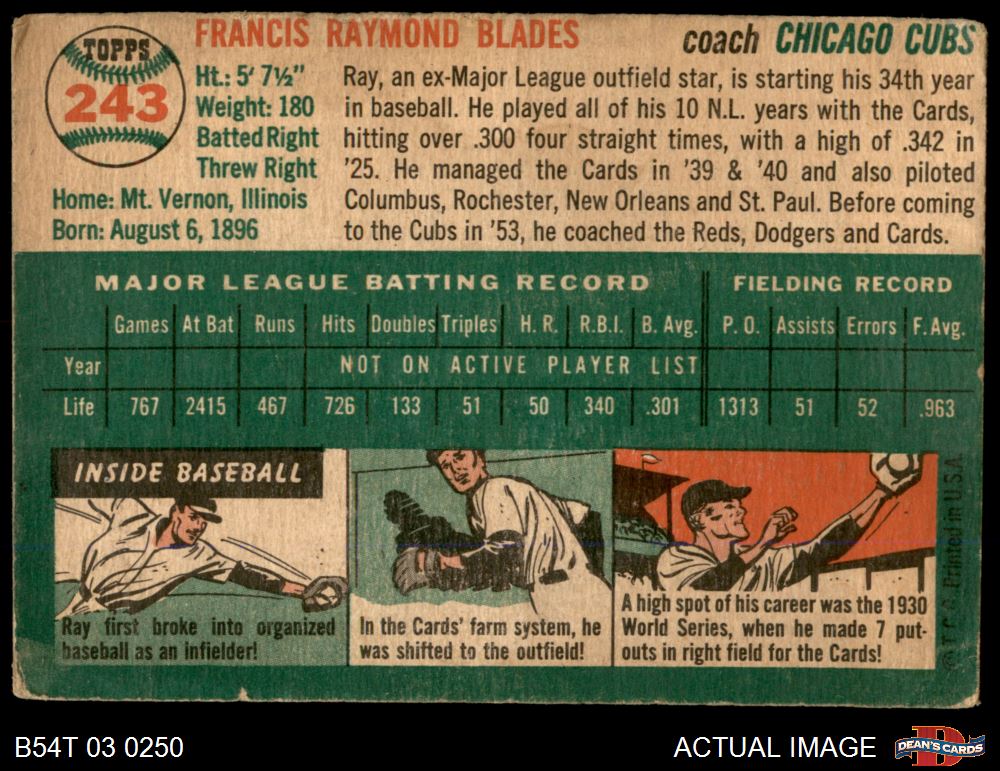 TOPPS
243
FRANCIS RAYMOND BLADES
coach CHICAGO CUBS
Ht.: 5' 7½"
Weight: 180
Batted Right
Threw Right
Home: Mt. Vernon, Illinois
Born: August 6, 1896
Ray, an ex-Major League outfield star, is starting his 34th year
in baseball. He played all of his 10 N.L. years with the Cards,
hitting over .300 four straight times, with a high of .342 in
'25. He managed the Cards in '39 & '40 and also piloted
Columbus, Rochester, New Orleans and St. Paul. Before coming
to the Cubs in '53, he coached the Reds, Dodgers and Cards.
MAJOR LEAGUE BATTING RECORD FIELDING RECORD
Games At Bat Runs Hits Doubles Triples H. R. R.B.I. B. Avg. P. O. Assists Errors F. Avg.
Year NOT ON ACTIVE PLAYER LIST
Life 767 2415 467 726 133 51 50 340 .301 1313 51 52 .963
INSIDE BASEBALL
Ray first broke into organized
baseball as an infielder!
In the Cards' farm system, he
was shifted to the outfield!
A high spot of his career was the 1930
World Series, when he made 7 put-
outs in right field for the Cards!
© T. C. G. Printed in U.S.A.
B54T 03 0250
ACTUAL IMAGE
DEAN'S CARDS